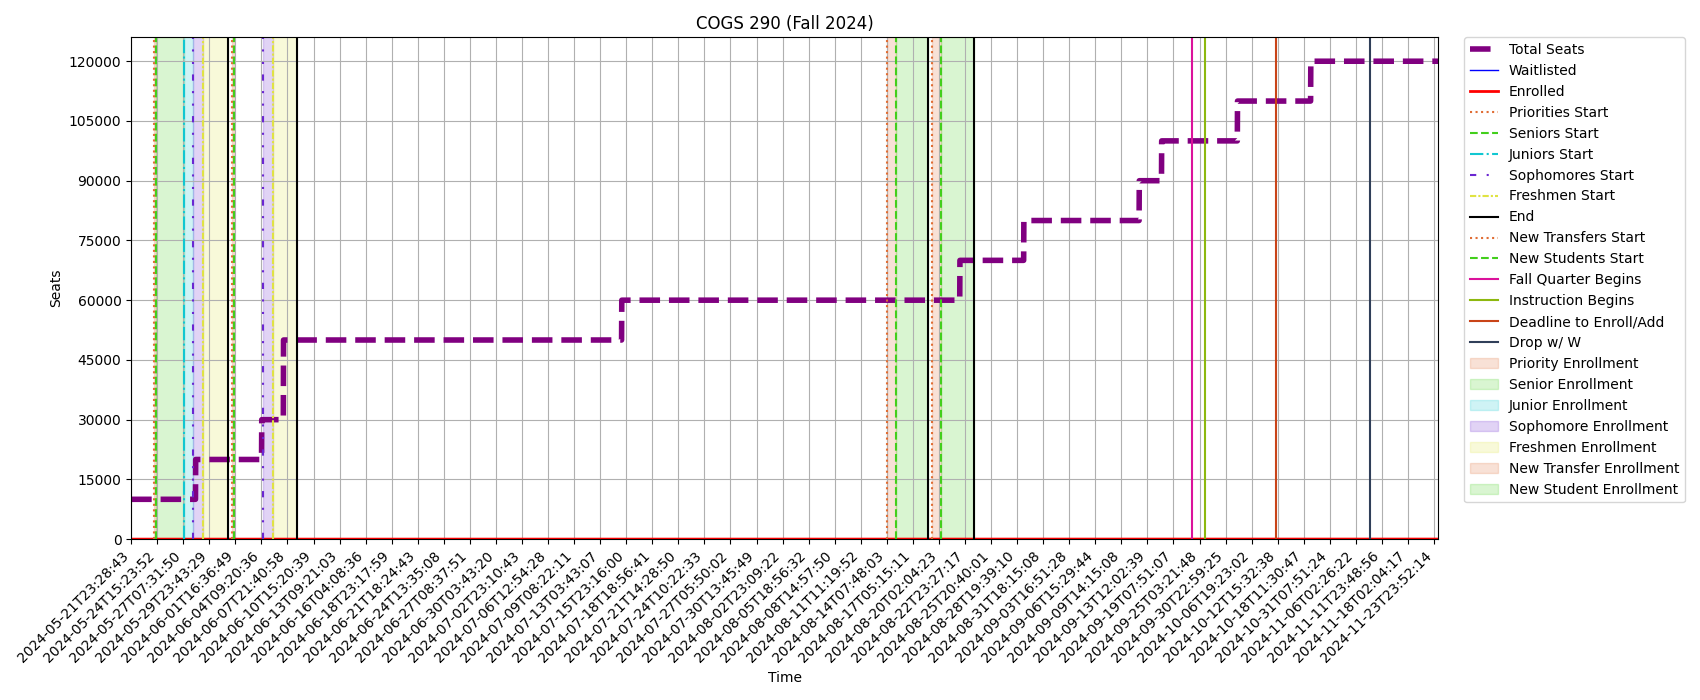 COGS 290 (Fall 2024)
Seats
120000
105000
90000
75000
60000
45000
30000
15000
0
2024-05-21T23:28:43
2024-05-24T15:23:52
2024-05-27T07:31:50
2024-05-29T23:43:29
2024-06-01T16:36:49
2024-06-04T09:20:36
2024-06-07T21:40:58
2024-06-10T15:20:39
2024-06-13T09:21:03
2024-06-16T04:08:36
2024-06-18T23:17:59
2024-06-21T18:24:43
2024-06-24T13:35:08
2024-06-27T08:37:51
2024-06-30T03:43:20
2024-07-02T23:10:43
2024-07-06T12:54:28
2024-07-09T08:22:11
2024-07-13T03:43:07
2024-07-15T23:16:00
2024-07-18T18:56:41
2024-07-21T14:28:50
2024-07-24T10:22:33
2024-07-27T05:50:02
2024-07-30T13:45:49
2024-08-02T23:09:22
2024-08-05T18:56:32
2024-08-08T14:57:50
2024-08-11T11:19:52
2024-08-14T07:48:03
2024-08-17T05:15:11
2024-08-20T02:04:23
2024-08-22T23:27:17
2024-08-25T20:40:01
2024-08-28T19:39:10
2024-08-31T18:15:08
2024-09-03T16:51:28
2024-09-06T15:29:44
2024-09-09T14:15:08
2024-09-13T12:02:39
2024-09-19T07:51:07
2024-09-25T03:21:48
2024-09-30T22:59:25
2024-10-06T19:23:02
2024-10-12T15:32:38
2024-10-18T11:30:47
2024-10-31T07:51:24
2024-11-06T02:26:22
2024-11-11T23:48:56
2024-11-18T02:04:17
2024-11-23T23:52:14
Time
Total Seats
Waitlisted
Enrolled
Priorities Start
Seniors Start
Juniors Start
Sophomores Start
Freshmen Start
End
New Transfers Start
New Students Start
Fall Quarter Begins
Instruction Begins
Deadline to Enroll/Add
Drop w/ W
Priority Enrollment
Senior Enrollment
Junior Enrollment
Sophomore Enrollment
Freshmen Enrollment
New Transfer Enrollment
New Student Enrollment